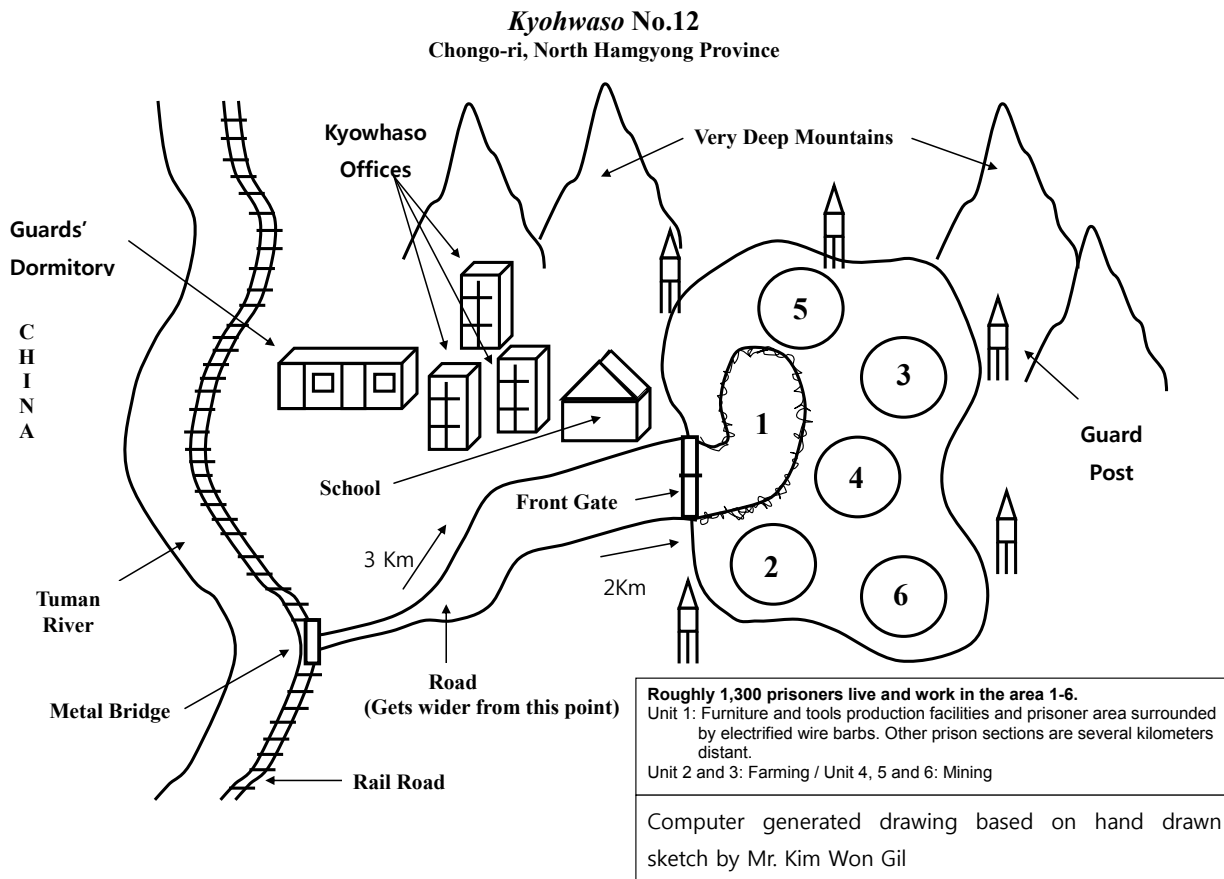 Kyohwaso No.12
Chongo-ri, North Hamgyong Province
Kyowhaso
Offices
Very Deep Mountains
Guards'
Dormitory
C
H
I
N
A
5
3
1
4
2
6
Guard
Post
School
Front Gate
3 Km
2Km
Tuman
River
Metal Bridge
Road
(Gets wider from this point)
Rail Road
Roughly 1,300 prisoners live and work in the area 1-6.
Unit 1: Furniture and tools production facilities and prisoner area surrounded
by electrified wire barbs. Other prison sections are several kilometers
distant.
Unit 2 and 3: Farming / Unit 4, 5 and 6: Mining
Computer generated drawing based on hand drawn
sketch by Mr. Kim Won Gil